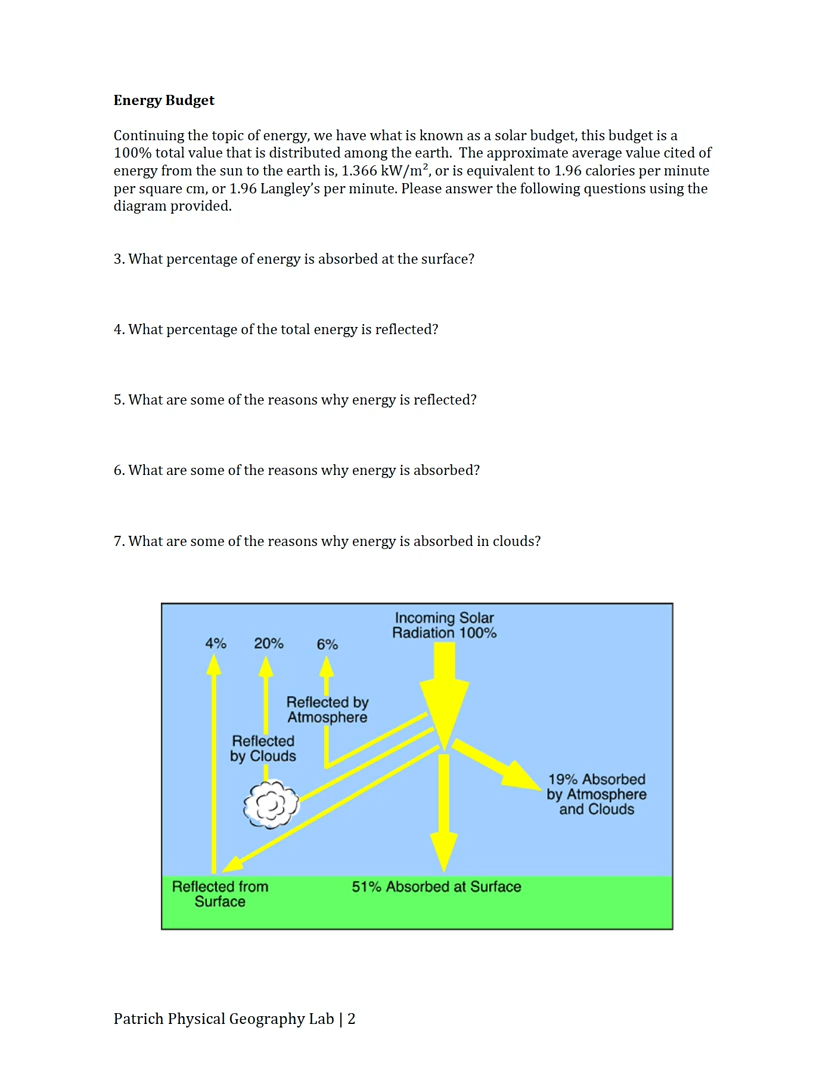 Energy Budget
Continuing the topic of energy, we have what is known as a solar budget, this budget is a
100% total value that is distributed among the earth.  The approximate average value cited of
energy from the sun to the earth is, 1.366 kW/m², or is equivalent to 1.96 calories per minute
per square cm, or 1.96 Langley's per minute. Please answer the following questions using the
diagram provided.
3. What percentage of energy is absorbed at the surface?
4. What percentage of the total energy is reflected?
5. What are some of the reasons why energy is reflected?
6. What are some of the reasons why energy is absorbed?
7. What are some of the reasons why energy is absorbed in clouds?
Incoming Solar
Radiation 100%
4%
20%
6%
Reflected by
Atmosphere
Reflected
by Clouds
19% Absorbed
by Atmosphere
and Clouds
Reflected from
Surface
51% Absorbed at Surface
Patrich Physical Geography Lab | 2